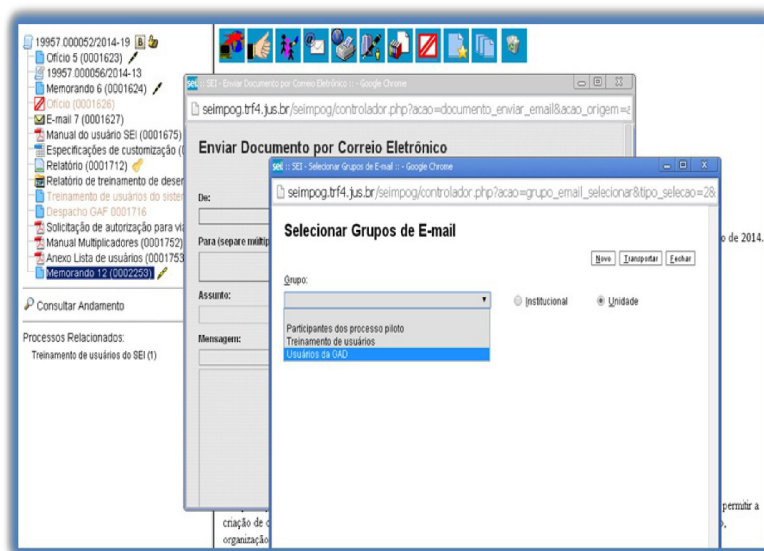 19957.000052/2014-19
Ofício 5 (0001623)
19957.000056/2014-13
Memorando 6 (0001624)
Ofício (0001626)
E-mail 7 (0001627)
Manual do usuário SEI (0001675)
Especificações de customização (
Relatório (0001712)
Relatório de treinamento de deser
Treinamento de usuários do sister
Despacho GAF 0001716
Solicitação de autorização para via
Manual Multiplicadores (0001752)
Anexo Lista de usuários (0001753
Memorando 12 (0002253)
Consultar Andamento
Processos Relacionados:
Treinamento de usuários do SEI (1)
sei :: SEI - Enviar Documento por Correio Eletrônico :: - Google Chrome
seimpog.trf4.jus.br/seimpog/controlador.php?acao=documento_enviar_email&acao_origem=a
Enviar Documento por Correio Eletrônico
De:
Para (separe múltip
Assunto:
Mensagem:
sei :: SEI - Selecionar Grupos de E-mail :: - Google Chrome
seimpog.trf4.jus.br/seimpog/controlador.php?acao=grupo_email_selecionar&tipo_selecao=2&
Selecionar Grupos de E-mail
Novo Transportar Fechar
Grupo:
Institucional Unidade
Participantes dos processo piloto
Treinamento de usuários
Usuários da GAD
o de 2014.
permitir a
criação de c
organização